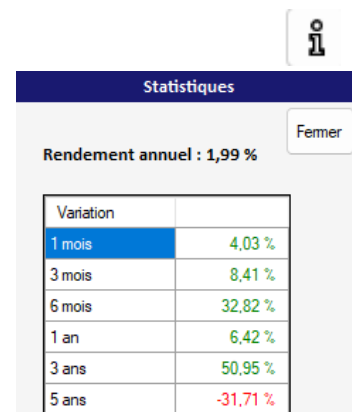 Statistiques
Fermer
Rendement annuel : 1,99 %
Variation
1 mois 4,03 %
3 mois 8,41 %
6 mois 32,82 %
1 an 6,42 %
3 ans 50,95 %
5 ans -31,71 %